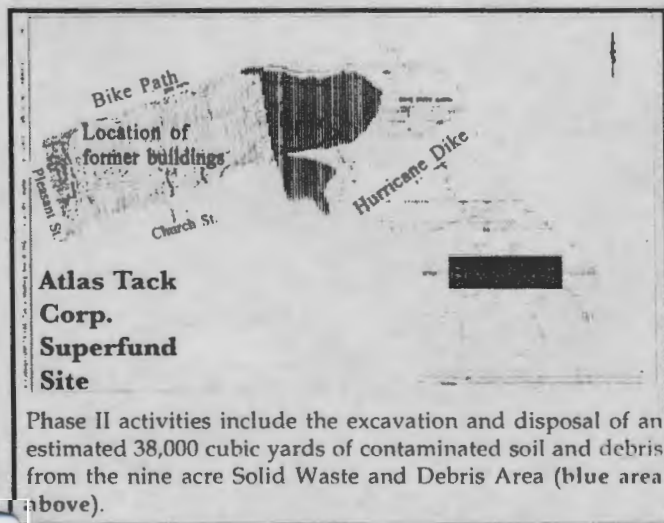 Bike Path
Location of
former buildings
Pleasant St.
Church St.
Hurricane Dike
Atlas Tack
Corp.
Superfund
Site
Phase II activities include the excavation and disposal of an
estimated 38,000 cubic yards of contaminated soil and debris
from the nine acre Solid Waste and Debris Area (blue area
above).